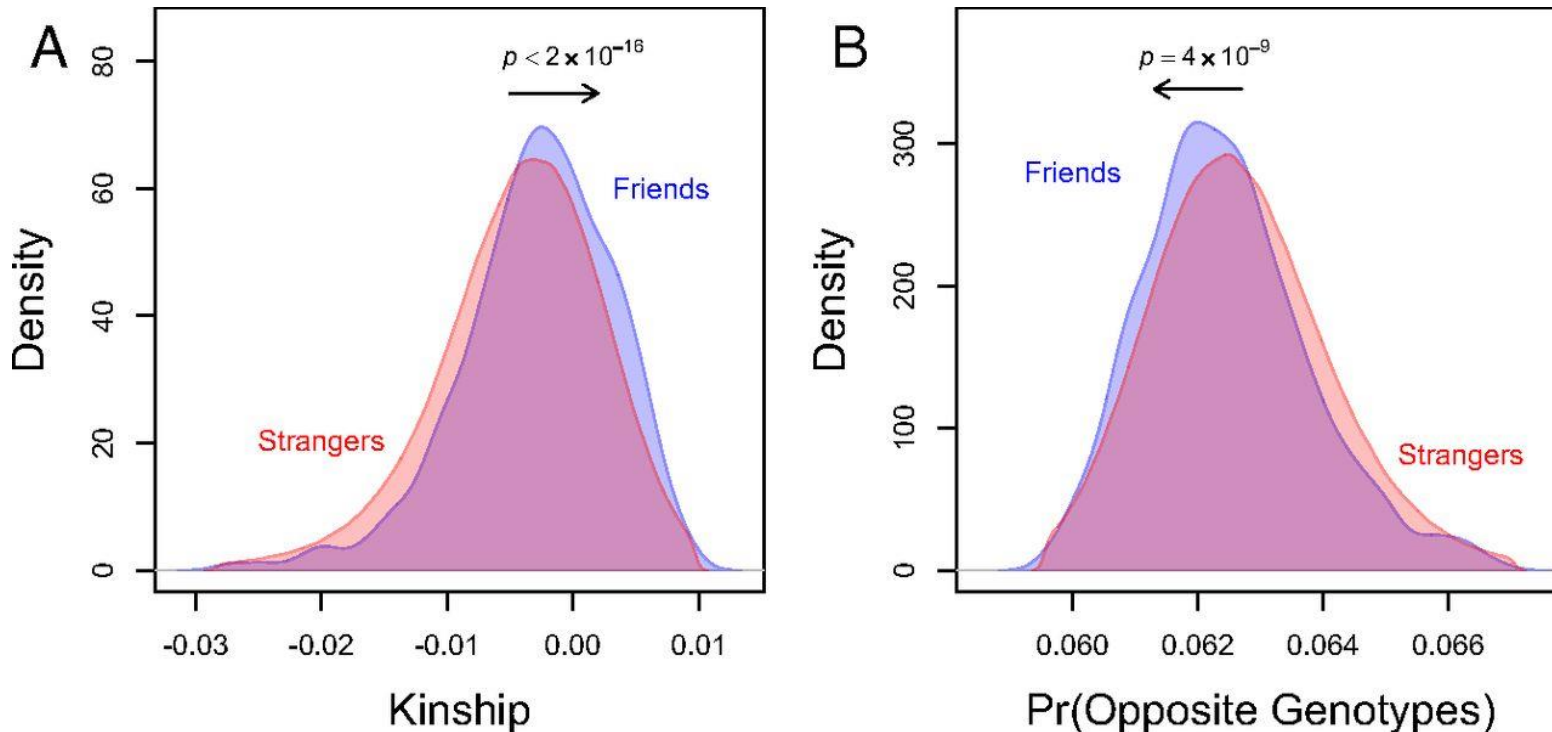 A
p < 2 × 10⁻¹⁶
Friends
Strangers
Density
80
60
40
20
0
-0.03 -0.02 -0.01 0.00 0.01
Kinship
B
p = 4 × 10⁻⁹
Friends
Strangers
Density
300
200
100
0
0.060 0.062 0.064 0.066
Pr(Opposite Genotypes)